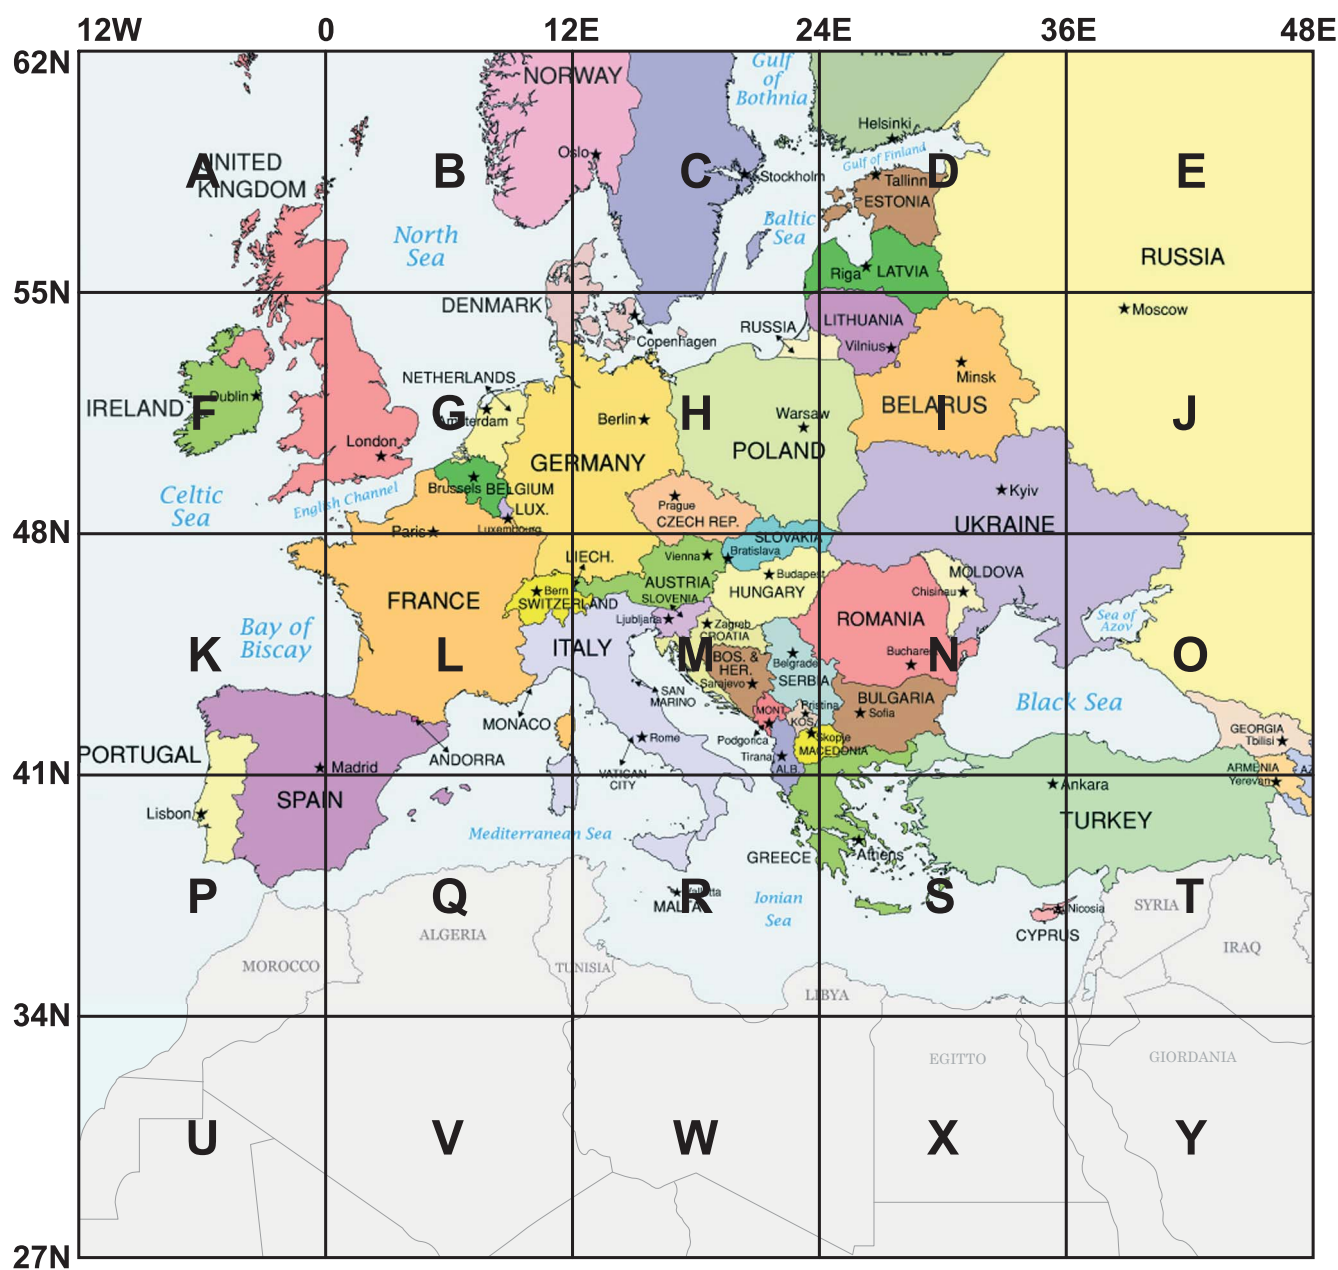 12W 0 12E 24E 36E 48E
62N
NORWAY
Gulf
of
Bothnia
FINLAND
Helsinki
Oslo
Gulf of Finland
A B C D E
UNITED
KINGDOM
Stockholm
Tallinn
ESTONIA
North
Sea
Baltic
Sea
RUSSIA
Riga LATVIA
55N
DENMARK
Moscow
LITHUANIA
RUSSIA
Copenhagen
Vilnius
Minsk
NETHERLANDS
Dublin
IRELAND F G H I J
Amsterdam
Berlin
Warsaw
BELARUS
London
POLAND
GERMANY
Celtic
Sea
English Channel
Brussels BELGIUM
LUX.
Luxembourg
Prague
CZECH REP.
Kyiv
UKRAINE
Paris
48N
SLOVAKIA
Vienna
Bratislava
LIECH.
Budapest
AUSTRIA
HUNGARY
MOLDOVA
Chisinau
Bern
SWITZERLAND
SLOVENIA
FRANCE
Ljubljana
Zagreb
CROATIA
ROMANIA
Sea of
Azov
Bay of
Biscay
ITALY
K L M N O
BOS. &
HER.
Belgrade
SERBIA
Sarajevo
SAN
MARINO
BULGARIA
Sofia
Black Sea
MONACO
MONT.
Pristina
KOS.
Podgorica
Skopje
MACEDONIA
GEORGIA
Tbilisi
PORTUGAL
ANDORRA
Rome
Tirana
ALB.
VATICAN
CITY
ARMENIA
Yerevan
AZ
41N
Madrid
SPAIN
Ankara
TURKEY
Lisbon
Mediterranean Sea
GREECE
Athens
P Q R S T
Valletta
MALTA
Ionian
Sea
Nicosia
CYPRUS
SYRIA
IRAQ
ALGERIA
MOROCCO
TUNISIA
LIBYA
34N
EGITTO
GIORDANIA
U V W X Y
27N